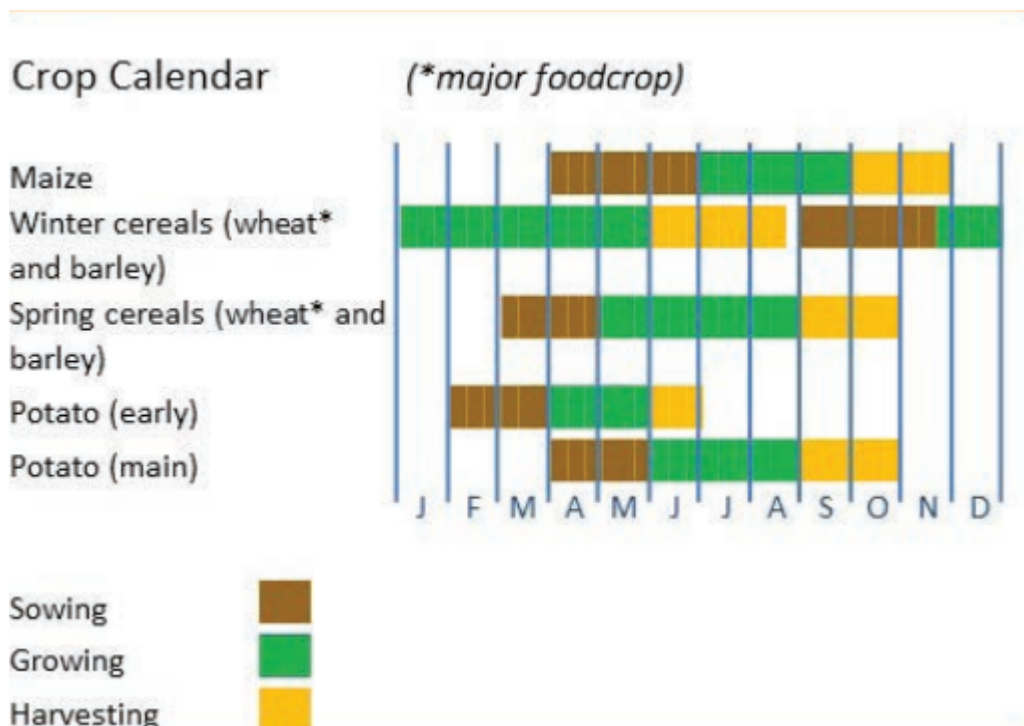 Crop Calendar (*major foodcrop)
Maize
Winter cereals (wheat*
and barley)
Spring cereals (wheat* and
barley)
Potato (early)
Potato (main)
J F M A M J J A S O N D
Sowing
Growing
Harvesting